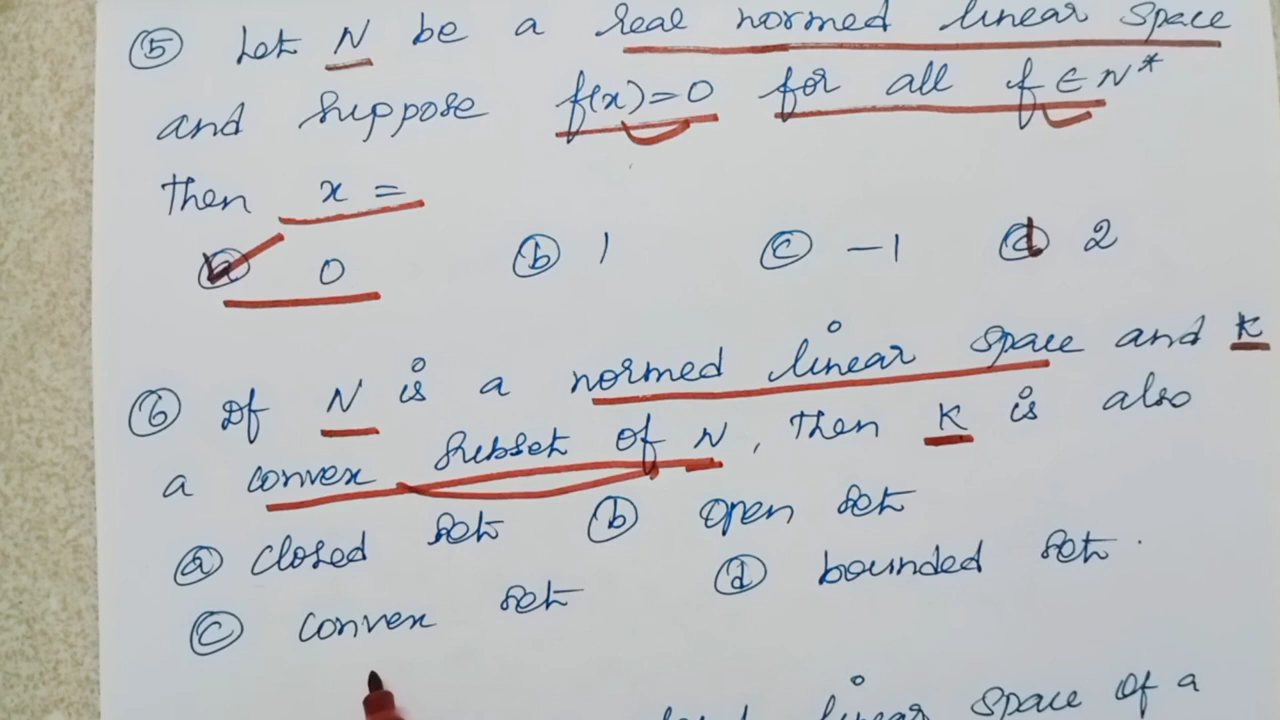 ⑤ Let N be a real normed linear space
and suppose f(x)=0 for all f ∈ N*
Then x =
ⓐ 0 ⓑ 1 ⓒ -1 ⓓ 2
⑥ If N is a normed linear space and K
a convex subset of N, Then K is also
ⓐ closed set ⓑ open set
ⓒ convex set ⓓ bounded set.
linear space of a